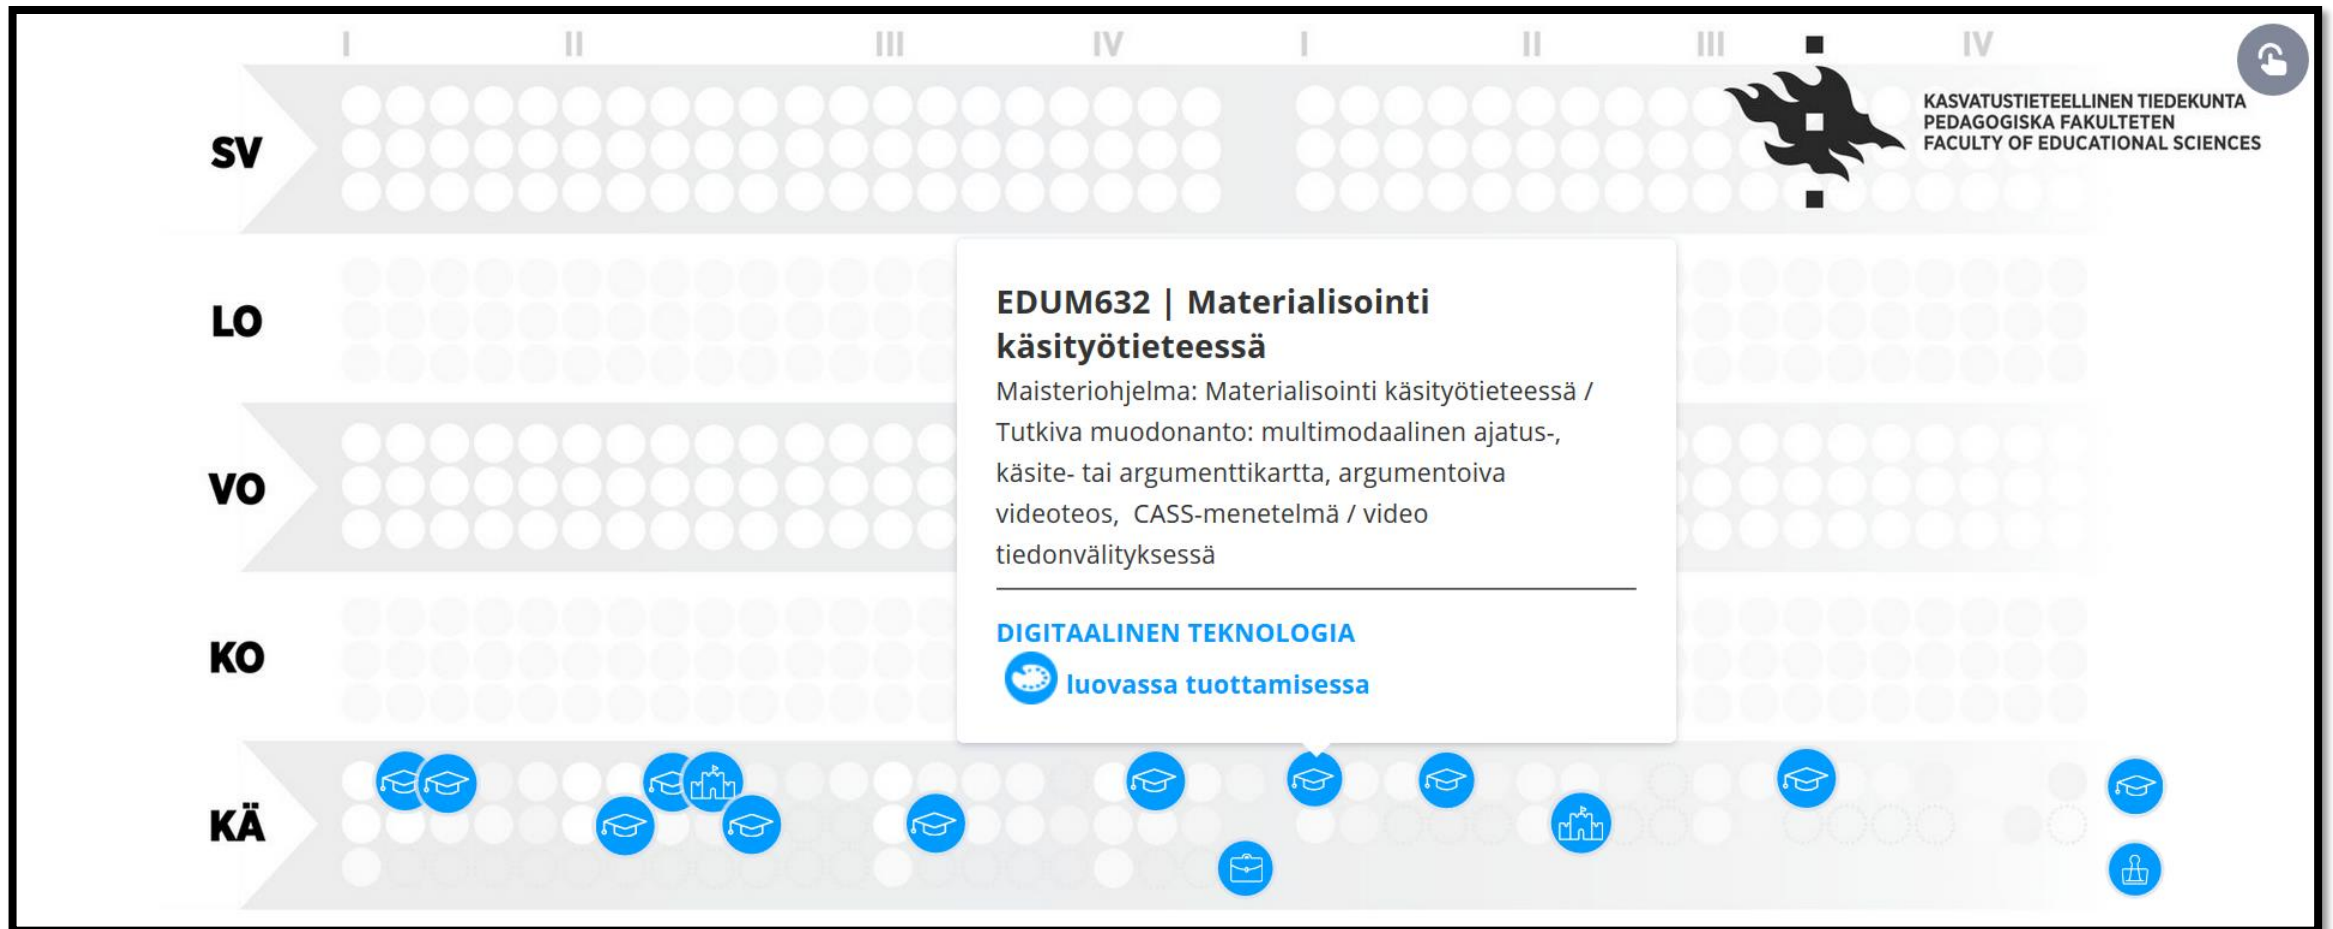 I II III IV I II III IV
KASVATUSTIETEELLINEN TIEDEKUNTA
PEDAGOGISKA FAKULTETEN
FACULTY OF EDUCATIONAL SCIENCES
SV
LO
VO
KO
KÄ
EDUM632 | Materialisointi
käsityötieteessä
Maisteriohjelma: Materialisointi käsityötieteessä /
Tutkiva muodonanto: multimodaalinen ajatus-,
käsite- tai argumenttikartta, argumentoiva
videoteos, CASS-menetelmä / video
tiedonvälityksessä
DIGITAALINEN TEKNOLOGIA
luovassa tuottamisessa